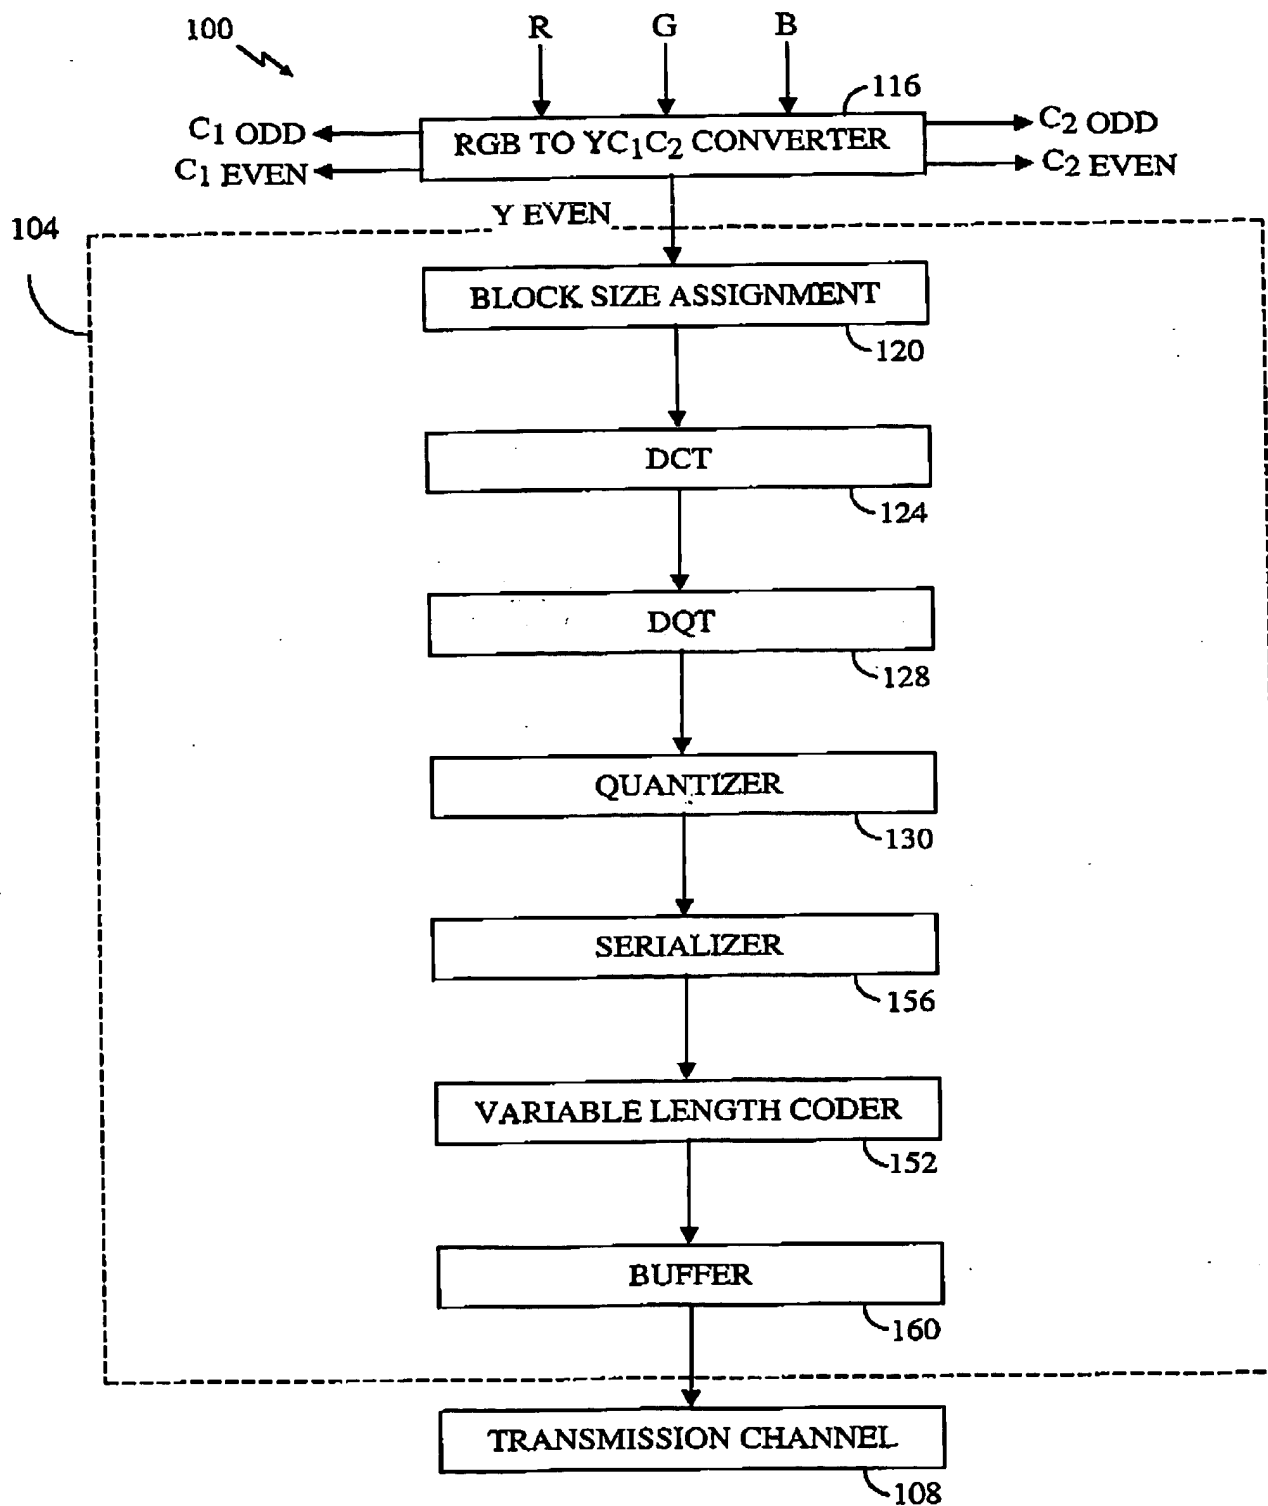 100
R G B
116
C1 ODD
RGB TO YC1C2 CONVERTER
C2 ODD
C1 EVEN
C2 EVEN
104
Y EVEN
BLOCK SIZE ASSIGNMENT
120
DCT
124
DQT
128
QUANTIZER
130
SERIALIZER
156
VARIABLE LENGTH CODER
152
BUFFER
160
TRANSMISSION CHANNEL
108